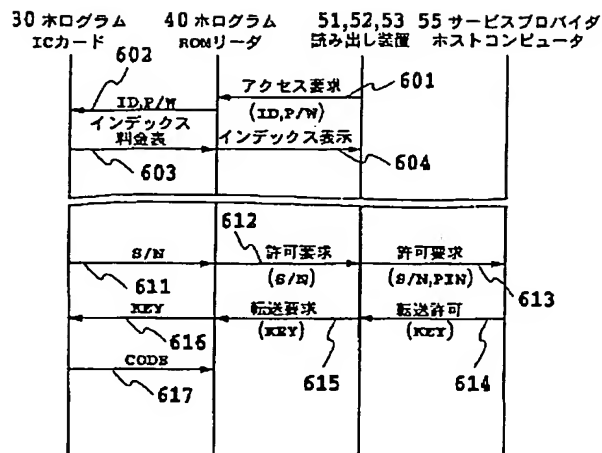 30 ホログラム 40 ホログラム 51,52,53 55 サービスプロバイダ
ICカード ROMリーダ 読み出し装置 ホストコンピュータ
602
アクセス要求
601
ID,P/W
(ID,P/W)
インデックス
料金表
インデックス表示
603
604
612
S/N
許可要求
許可要求
611
(S/N)
(S/N,PIN)
613
KEY
転送要求
転送許可
616
(KEY)
(KEY)
615
614
CODE
617